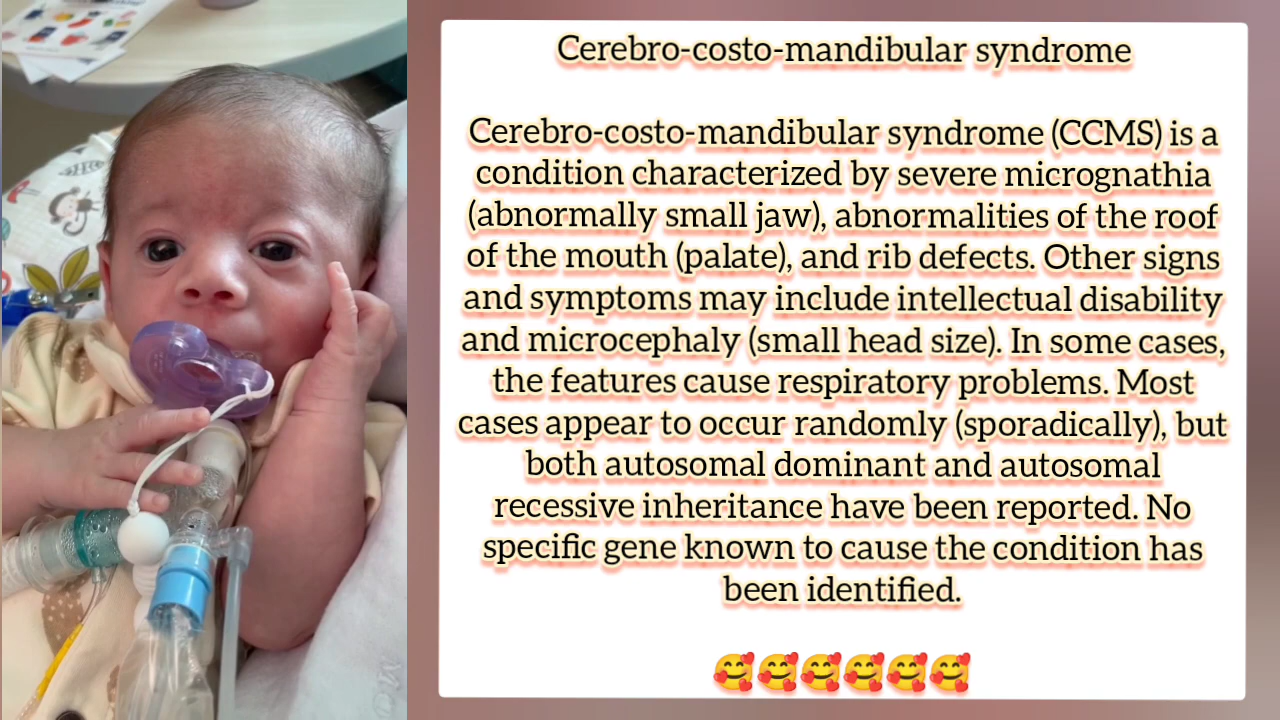 Cerebro-costo-mandibular syndrome
Cerebro-costo-mandibular syndrome (CCMS) is a
condition characterized by severe micrognathia
(abnormally small jaw), abnormalities of the roof
of the mouth (palate), and rib defects. Other signs
and symptoms may include intellectual disability
and microcephaly (small head size). In some cases,
the features cause respiratory problems. Most
cases appear to occur randomly (sporadically), but
both autosomal dominant and autosomal
recessive inheritance have been reported. No
specific gene known to cause the condition has
been identified.
🥰🥰🥰🥰🥰🥰